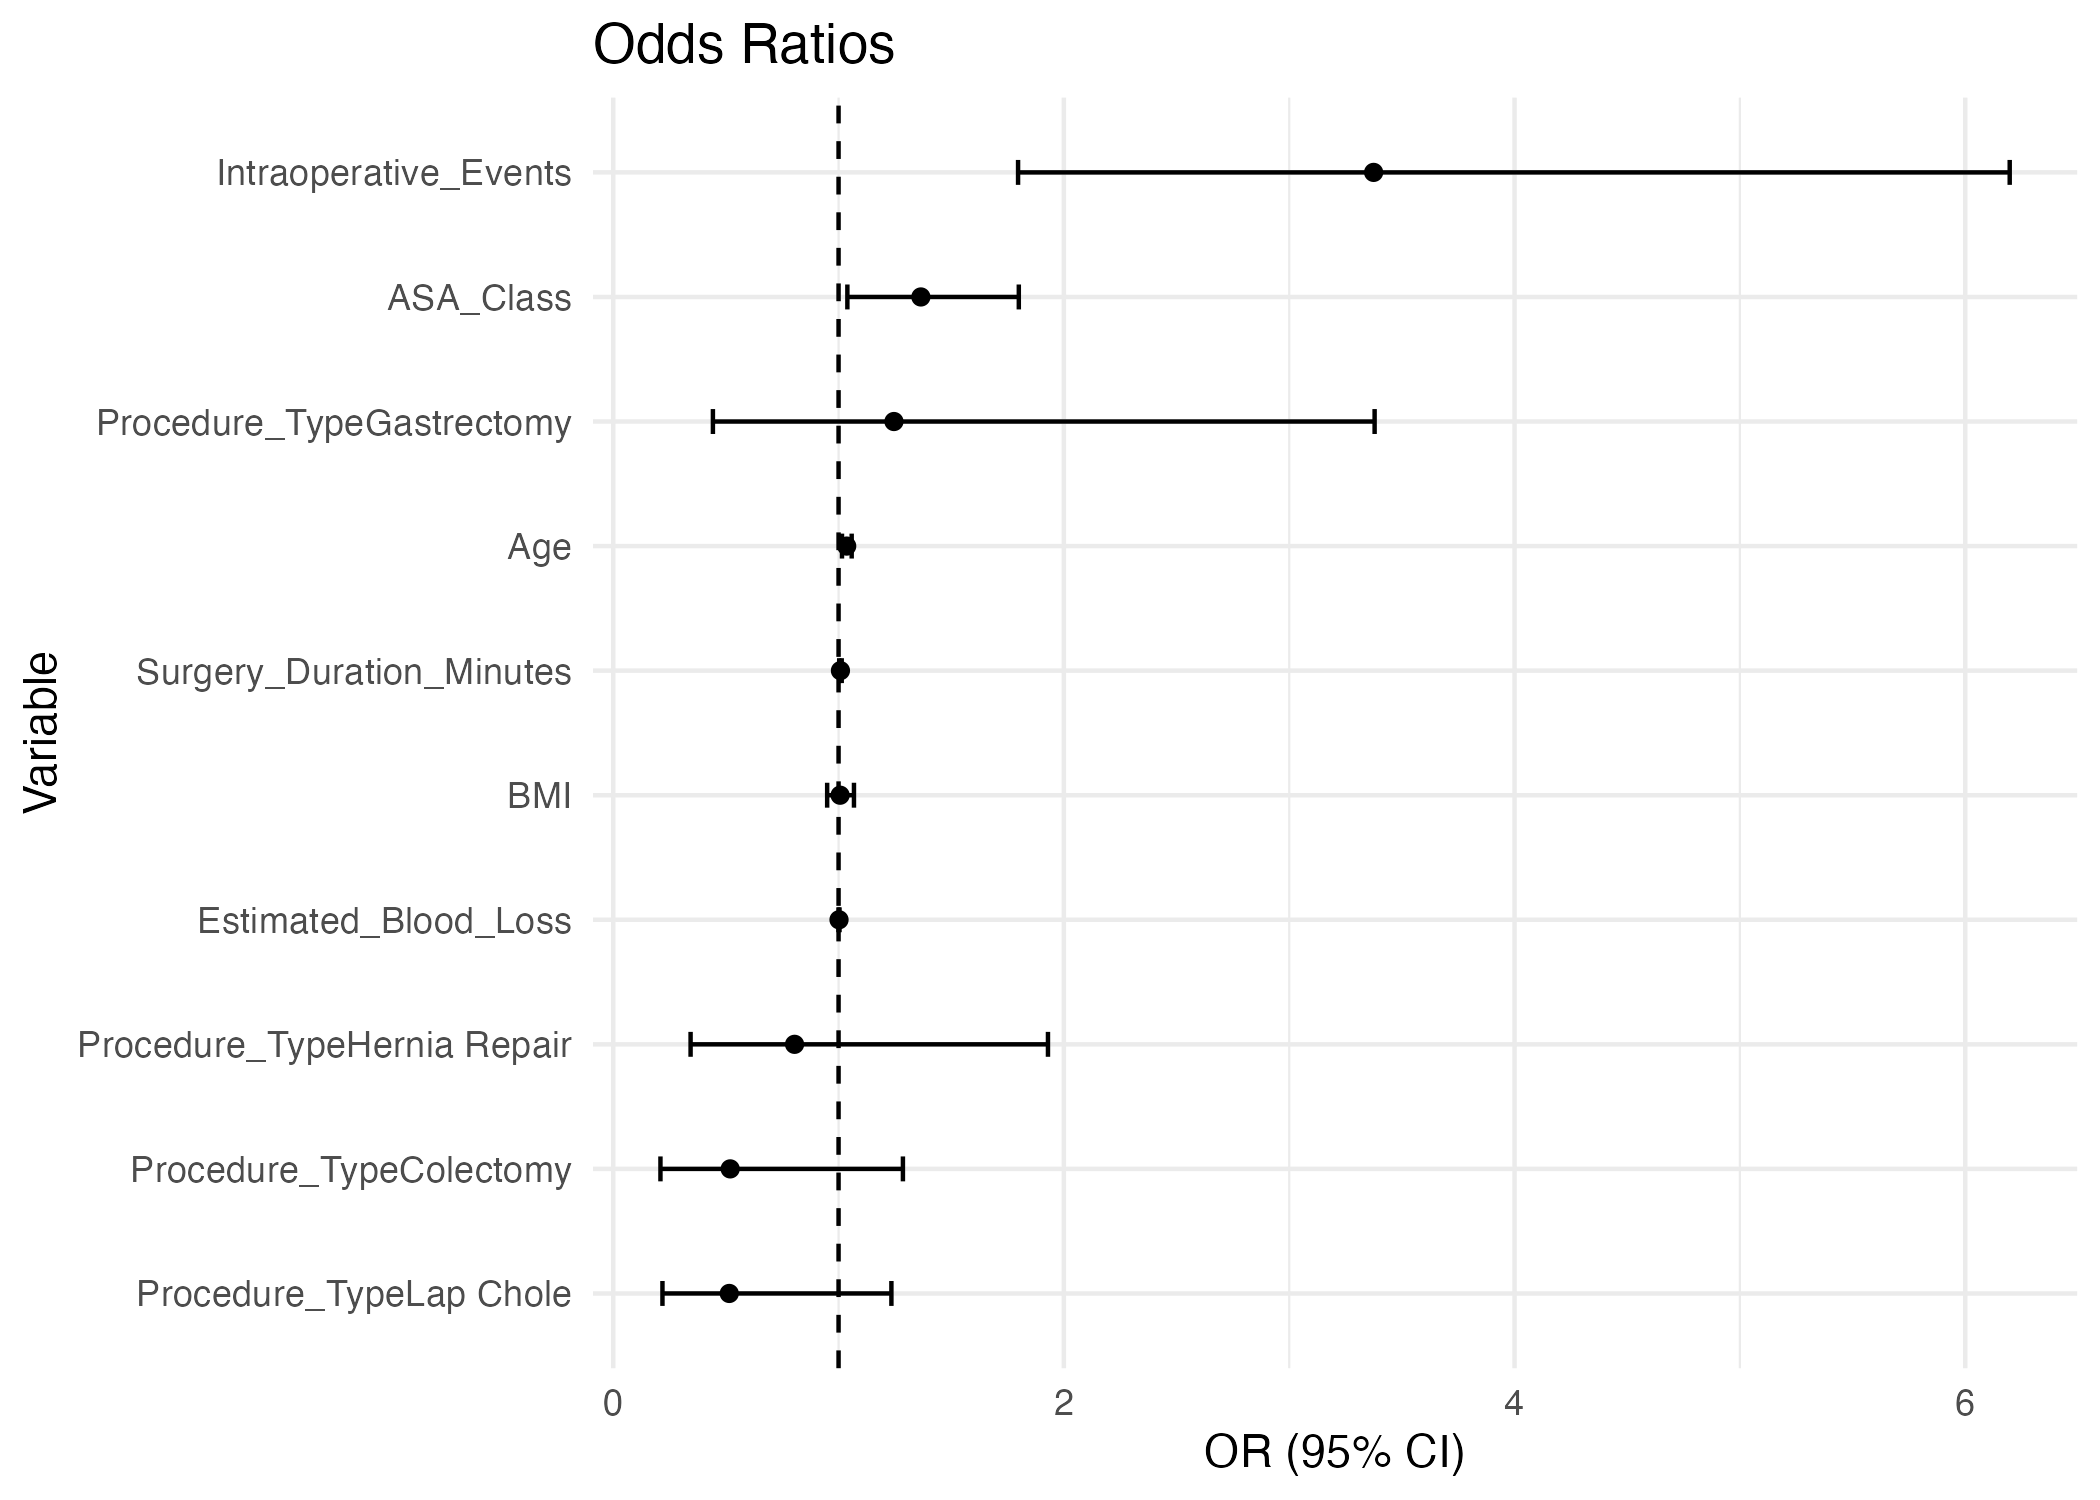 Odds Ratios
Variable
Intraoperative_Events
ASA_Class
Procedure_TypeGastrectomy
Age
Surgery_Duration_Minutes
BMI
Estimated_Blood_Loss
Procedure_TypeHernia Repair
Procedure_TypeColectomy
Procedure_TypeLap Chole
0 2 4 6
OR (95% CI)